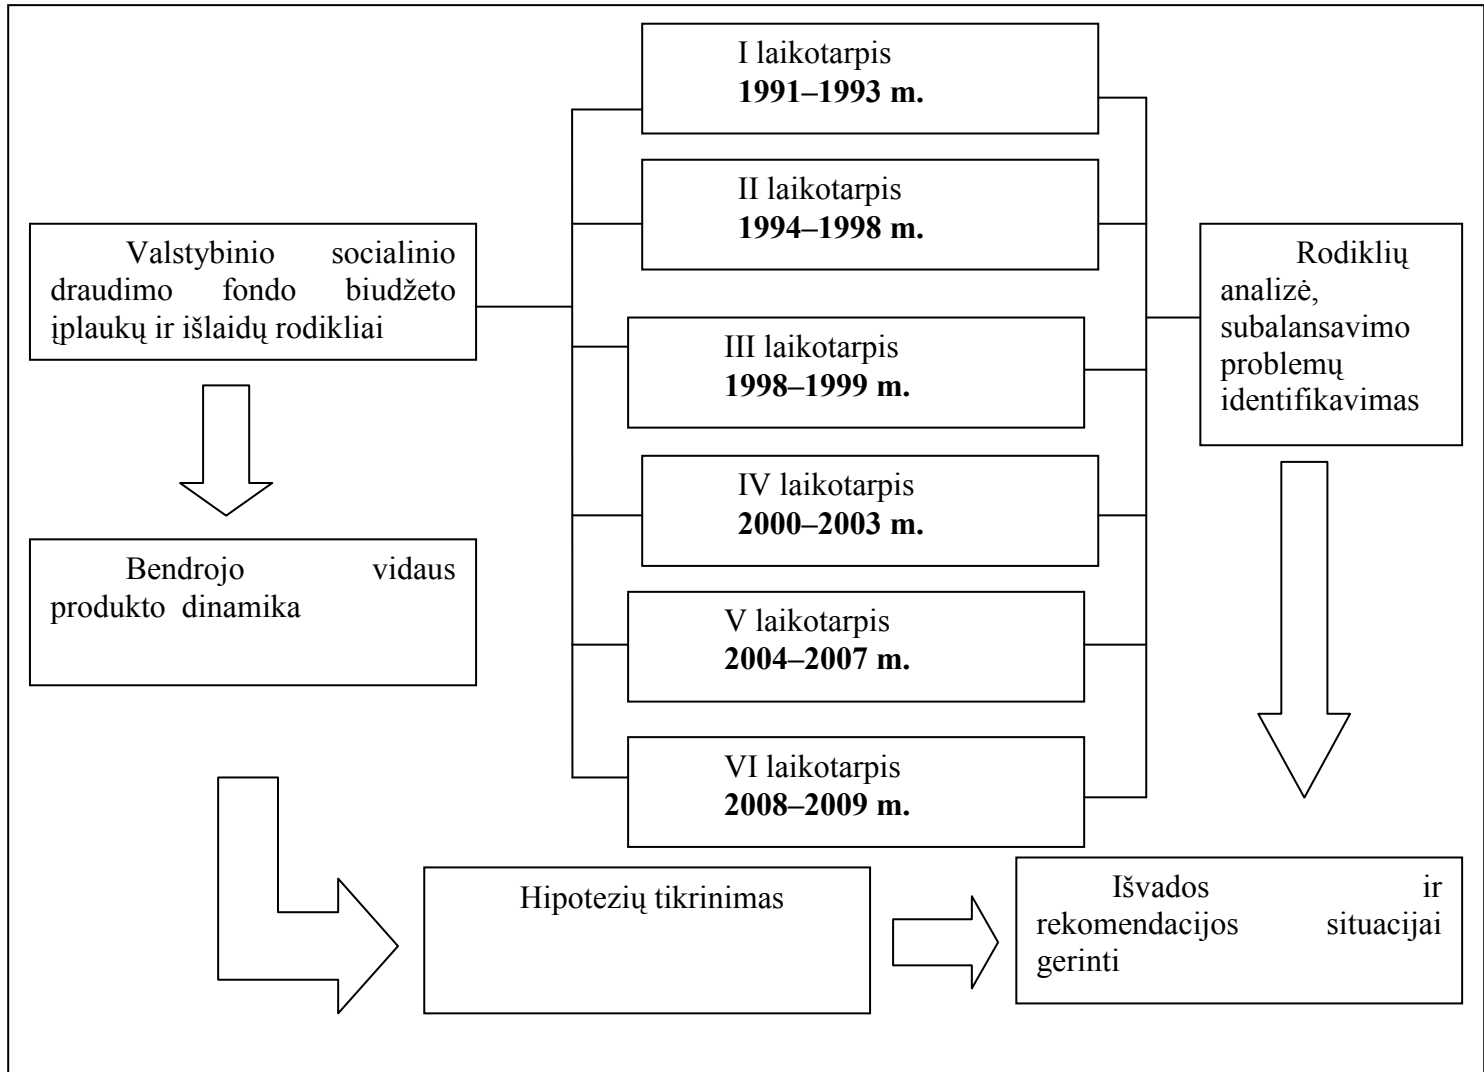 I laikotarpis
1991–1993 m.
II laikotarpis
1994–1998 m.
Valstybinio socialinio
draudimo fondo biudžeto
įplaukų ir išlaidų rodikliai
Rodiklių
analizė,
subalansavimo
problemų
identifikavimas
III laikotarpis
1998–1999 m.
IV laikotarpis
2000–2003 m.
Bendrojo vidaus
produkto dinamika
V laikotarpis
2004–2007 m.
VI laikotarpis
2008–2009 m.
Hipotezių tikrinimas
Išvados ir
rekomendacijos situacijai
gerinti